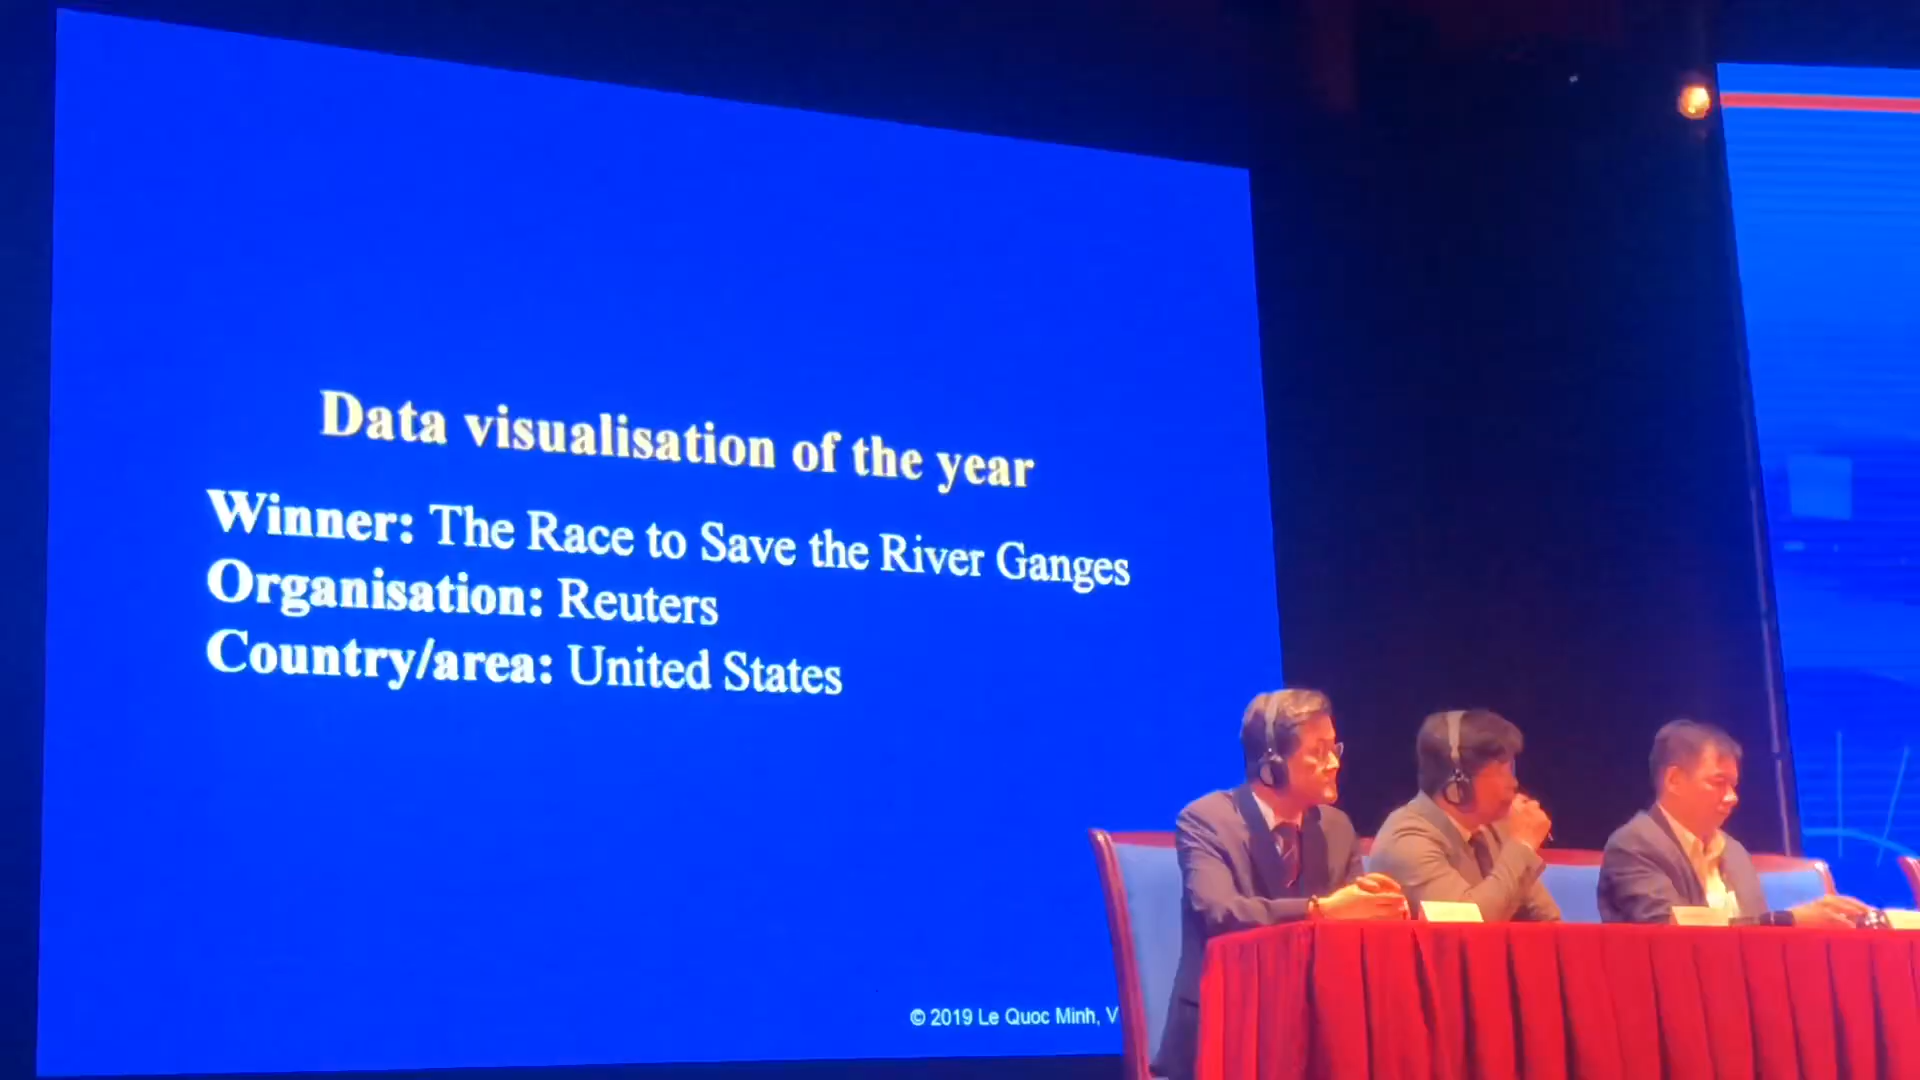 Data visualisation of the year
Winner: The Race to Save the River Ganges
Organisation: Reuters
Country/area: United States
© 2019 Le Quoc Minh, V